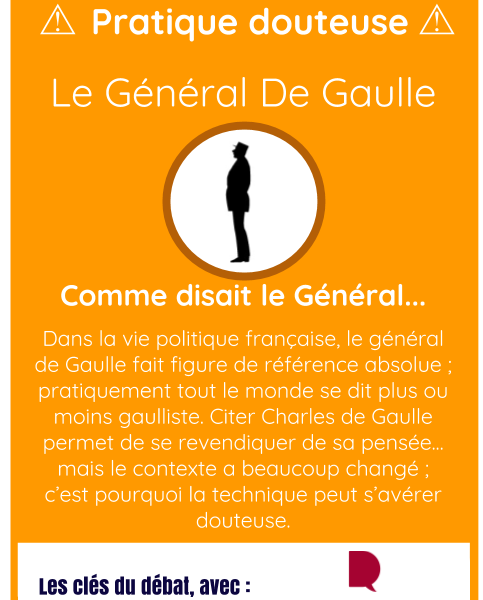 ⚠ Pratique douteuse ⚠
Le Général De Gaulle
Comme disait le Général...
Dans la vie politique française, le général
de Gaulle fait figure de référence absolue ;
pratiquement tout le monde se dit plus ou
moins gaulliste. Citer Charles de Gaulle
permet de se revendiquer de sa pensée...
mais le contexte a beaucoup changé ;
c’est pourquoi la technique peut s’avérer
douteuse.
Les clés du débat, avec :